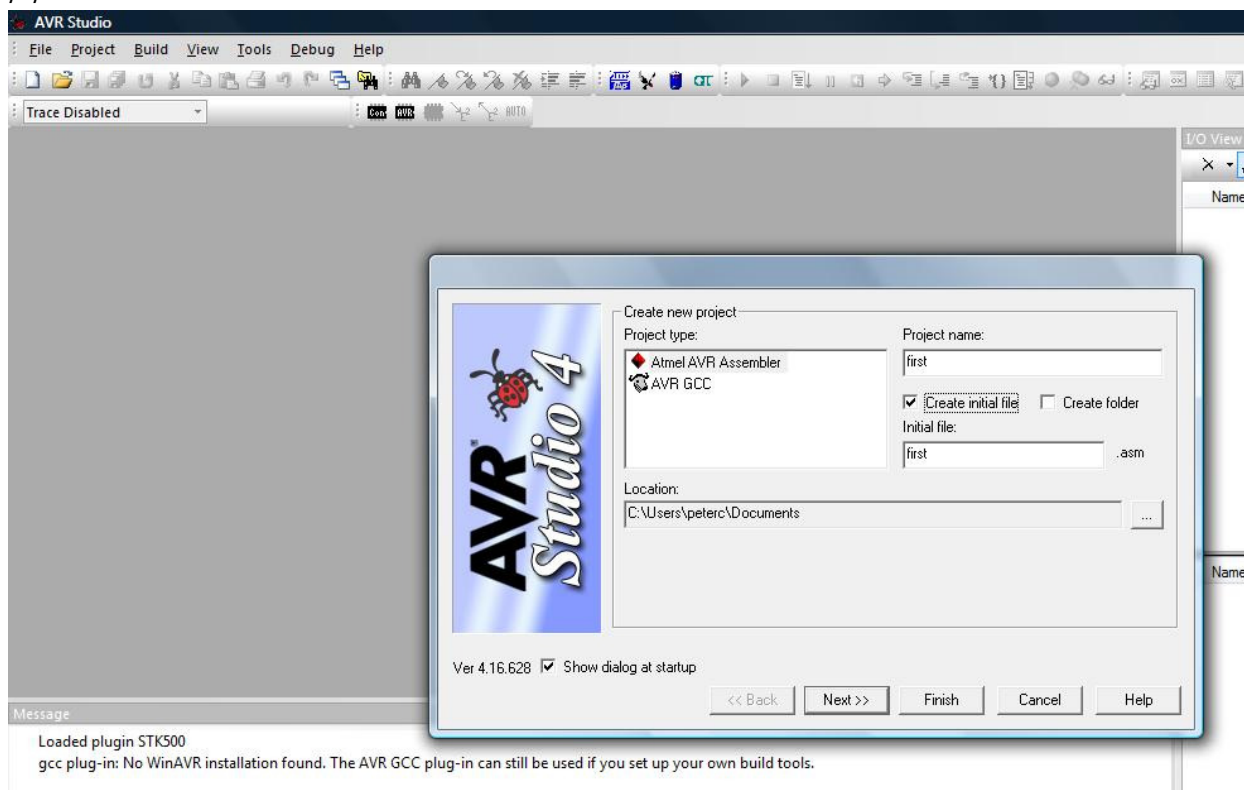 AVR Studio
File Project Build View Tools Debug Help
Trace Disabled
Con AVR AUTO
I/O View
Name
AVR Studio 4
Create new project
Project type:
Project name:
Atmel AVR Assembler
first
AVR GCC
Create initial file
Create folder
Initial file:
first
.asm
Location:
C:\Users\peterc\Documents
...
Name
Ver 4.16.628
Show dialog at startup
<< Back
Next >>
Finish
Cancel
Help
Message
Loaded plugin STK500
gcc plug-in: No WinAVR installation found. The AVR GCC plug-in can still be used if you set up your own build tools.